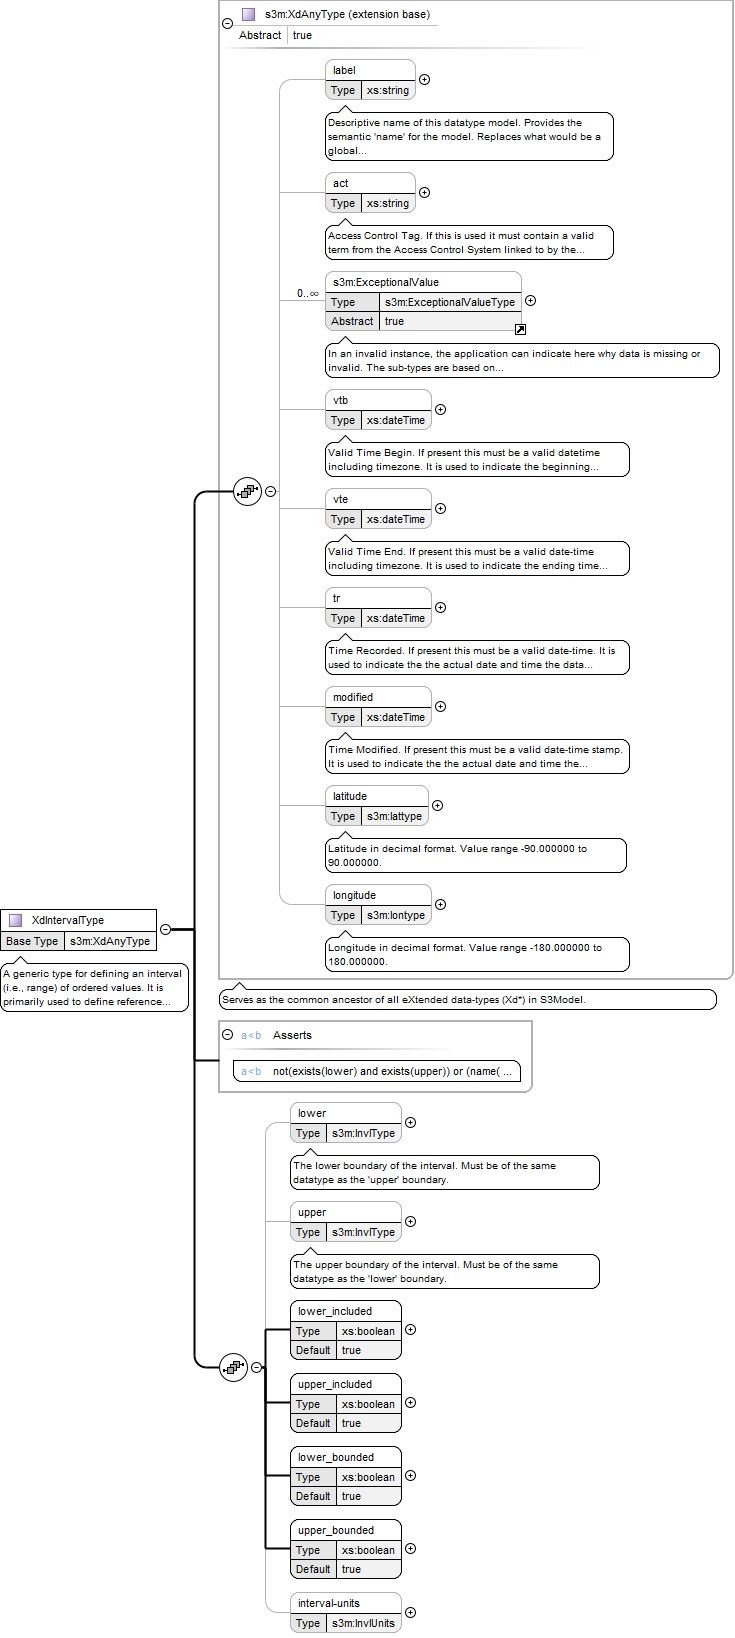 s3m:XdAnyType (extension base)
Abstract true
label
Type xs:string
Descriptive name of this datatype model. Provides the
semantic 'name' for the model. Replaces what would be a
global...
act
Type xs:string
Access Control Tag. If this is used it must contain a valid
term from the Access Control System linked to by the...
0..∞
s3m:ExceptionalValue
Type s3m:ExceptionalValueType
Abstract true
In an invalid instance, the application can indicate here why data is missing or
invalid. The sub-types are based on...
vtb
Type xs:dateTime
Valid Time Begin. If present this must be a valid datetime
including timezone. It is used to indicate the beginning...
vte
Type xs:dateTime
Valid Time End. If present this must be a valid date-time
including timezone. It is used to indicate the ending time...
tr
Type xs:dateTime
Time Recorded. If present this must be a valid date-time. It is
used to indicate the the actual date and time the data...
modified
Type xs:dateTime
Time Modified. If present this must be a valid date-time stamp.
It is used to indicate the the actual date and time the...
latitude
Type s3m:lattype
Latitude in decimal format. Value range -90.000000 to
90.000000.
longitude
Type s3m:lontype
Longitude in decimal format. Value range -180.000000 to
180.000000.
XdIntervalType
Base Type s3m:XdAnyType
A generic type for defining an interval
(i.e., range) of ordered values. It is
primarily used to define reference...
Serves as the common ancestor of all eXtended data-types (Xd*) in S3Model.
a<b Asserts
a<b not(exists(lower) and exists(upper)) or (name( ...
lower
Type s3m:InvlType
The lower boundary of the interval. Must be of the same
datatype as the 'upper' boundary.
upper
Type s3m:InvlType
The upper boundary of the interval. Must be of the same
datatype as the 'lower' boundary.
lower_included
Type xs:boolean
Default true
upper_included
Type xs:boolean
Default true
lower_bounded
Type xs:boolean
Default true
upper_bounded
Type xs:boolean
Default true
interval-units
Type s3m:InvlUnits